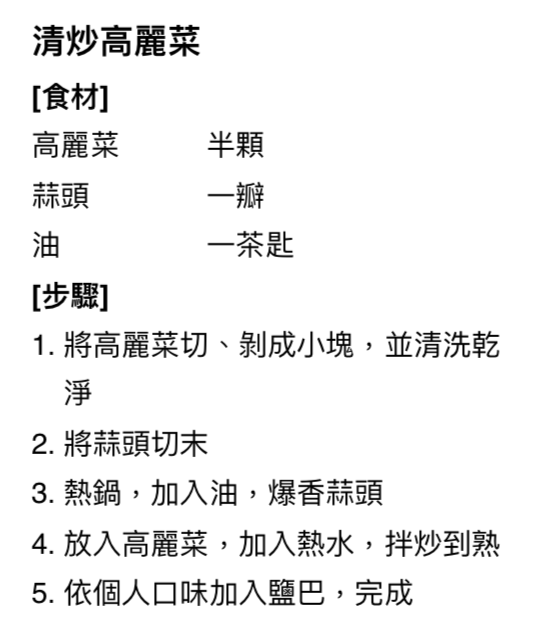 清炒高麗菜
[食材]
高麗菜 半顆
蒜頭 一瓣
油 一茶匙
[步驟]
1. 將高麗菜切、剝成小塊，並清洗乾
淨
2. 將蒜頭切末
3. 熱鍋，加入油，爆香蒜頭
4. 放入高麗菜，加入熱水，拌炒到熟
5. 依個人口味加入鹽巴，完成